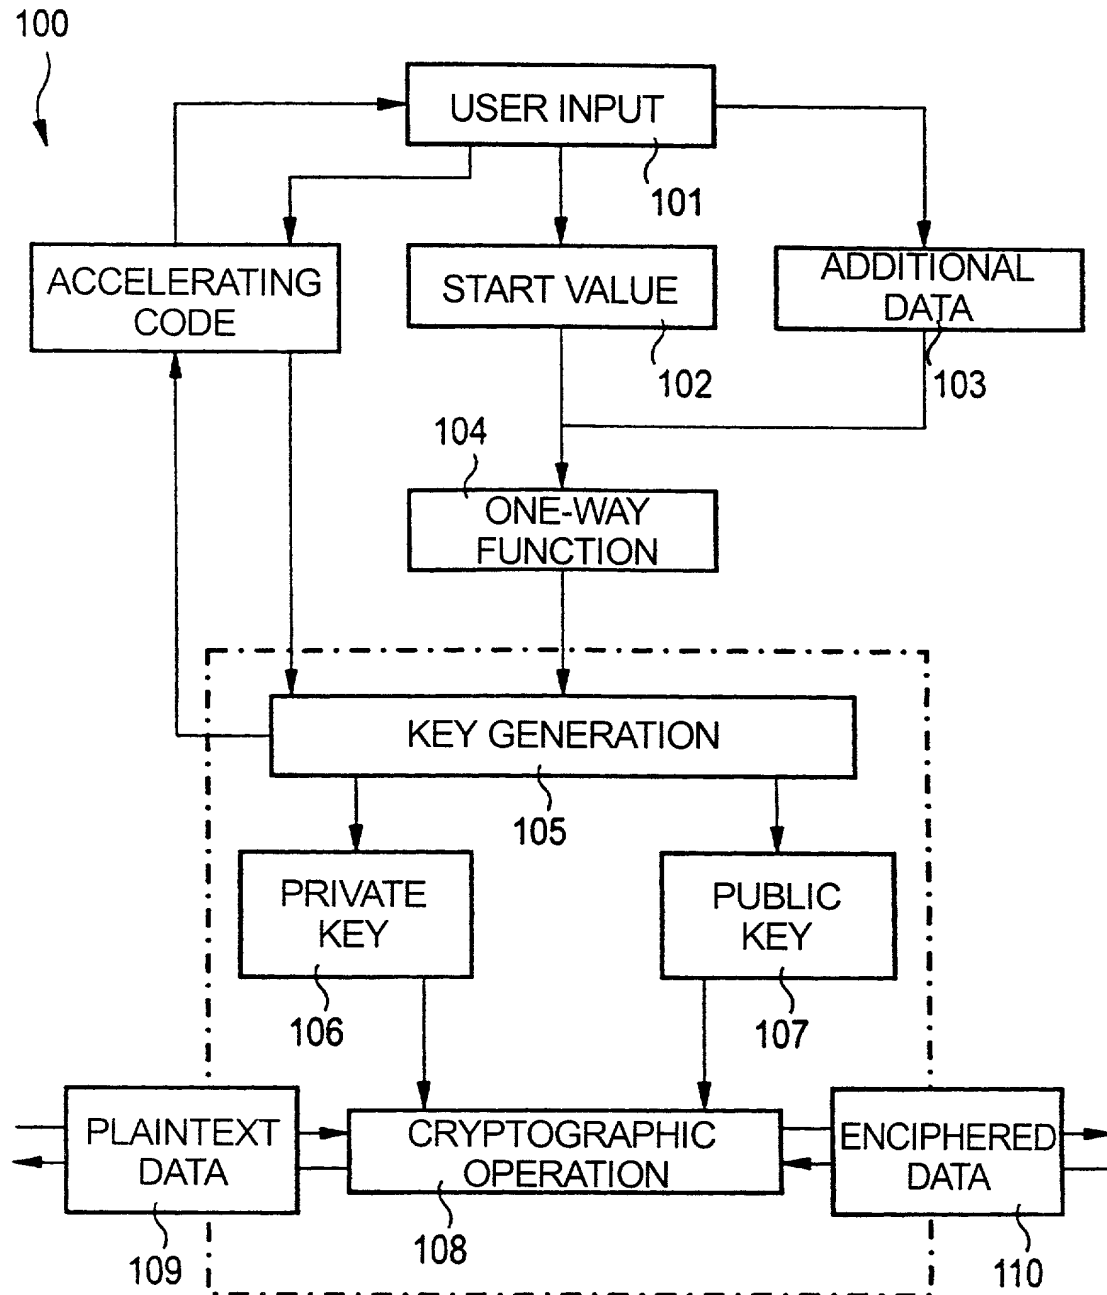 100
USER INPUT
101
ACCELERATING
CODE
START VALUE
102
ADDITIONAL
DATA
103
104
ONE-WAY
FUNCTION
KEY GENERATION
105
PRIVATE
KEY
106
PUBLIC
KEY
107
PLAINTEXT
DATA
109
CRYPTOGRAPHIC
OPERATION
108
ENCIPHERED
DATA
110